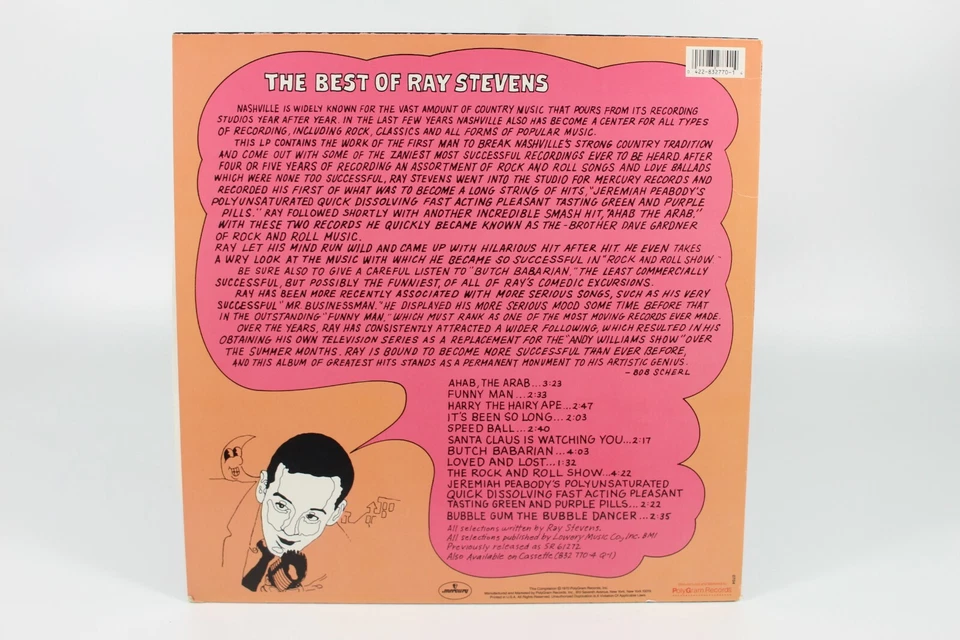 0 422-832770-1
THE BEST OF RAY STEVENS
NASHVILLE IS WIDELY KNOWN FOR THE VAST AMOUNT OF COUNTRY MUSIC THAT POURS FROM ITS RECORDING
STUDIOS YEAR AFTER YEAR. IN THE LAST FEW YEARS NASHVILLE ALSO HAS BECOME A CENTER FOR ALL TYPES
OF RECORDING, INCLUDING ROCK, CLASSICS AND ALL FORMS OF POPULAR MUSIC.
THIS LP CONTAINS THE WORK OF THE FIRST MAN TO BREAK NASHVILLE'S STRONG COUNTRY TRADITION
AND COME OUT WITH SOME OF THE ZANIEST MOST SUCCESSFUL RECORDINGS EVER TO BE HEARD. AFTER
FOUR OR FIVE YEARS OF RECORDING AN ASSORTMENT OF ROCK AND ROLL SONGS AND LOVE BALLADS
WHICH WERE NONE TOO SUCCESSFUL, RAY STEVENS WENT INTO THE STUDIO FOR MERCURY RECORDS AND
RECORDED HIS FIRST OF WHAT WAS TO BECOME A LONG STRING OF HITS, "JEREMIAH PEABODY'S
POLYUNSATURATED QUICK DISSOLVING FAST ACTING PLEASANT TASTING GREEN AND PURPLE
PILLS." RAY FOLLOWED SHORTLY WITH ANOTHER INCREDIBLE SMASH HIT, "AHAB THE ARAB."
WITH THESE TWO RECORDS HE QUICKLY BECAME KNOWN AS THE -BROTHER DAVE GARDNER
OF ROCK AND ROLL MUSIC.
RAY LET HIS MIND RUN WILD AND CAME UP WITH HILARIOUS HIT AFTER HIT. HE EVEN TAKES
A WRY LOOK AT THE MUSIC WITH WHICH HE BECAME SO SUCCESSFUL IN "ROCK AND ROLL SHOW-
BE SURE ALSO TO GIVE A CAREFUL LISTEN TO "BUTCH BABARIAN," THE LEAST COMMERCIALLY
SUCCESSFUL, BUT POSSIBLY THE FUNNIEST, OF ALL OF RAY'S COMEDIC EXCURSIONS.
RAY HAS BEEN MORE RECENTLY ASSOCIATED WITH MORE SERIOUS SONGS, SUCH AS HIS VERY
SUCCESSFUL "MR. BUSINESSMAN." HE DISPLAYED HIS MORE SERIOUS MOOD SOME TIME BEFORE THAT
IN THE OUTSTANDING "FUNNY MAN," WHICH MUST RANK AS ONE OF THE MOST MOVING RECORDS EVER MADE.
OVER THE YEARS, RAY HAS CONSISTENTLY ATTRACTED A WIDER FOLLOWING, WHICH RESULTED IN HIS
OBTAINING HIS OWN TELEVISION SERIES AS A REPLACEMENT FOR THE "ANDY WILLIAMS SHOW" OVER
THE SUMMER MONTHS. RAY IS BOUND TO BECOME MORE SUCCESSFUL THAN EVER BEFORE,
AND THIS ALBUM OF GREATEST HITS STANDS AS A PERMANENT MONUMENT TO HIS ARTISTIC GENIUS.
-BOB SCHERL
AHAB, THE ARAB...3:23
FUNNY MAN...2:33
HARRY THE HAIRY APE...2:47
IT'S BEEN SO LONG...2:03
SPEED BALL...2:40
SANTA CLAUS IS WATCHING YOU...2:17
BUTCH BABARIAN...4:03
LOVED AND LOST...1:32
THE ROCK AND ROLL SHOW...4:22
JEREMIAH PEABODY'S POLYUNSATURATED
QUICK DISSOLVING FAST ACTING PLEASANT
TASTING GREEN AND PURPLE PILLS...2:22
BUBBLE GUM THE BUBBLE DANCER...2:35
All selections written by Ray Stevens.
All selections published by Lowery Music Co., Inc. BMI
Previously released as SR 61272
Also Available on Cassette (832 770-4 Q-1)
mercury
PolyGram Records